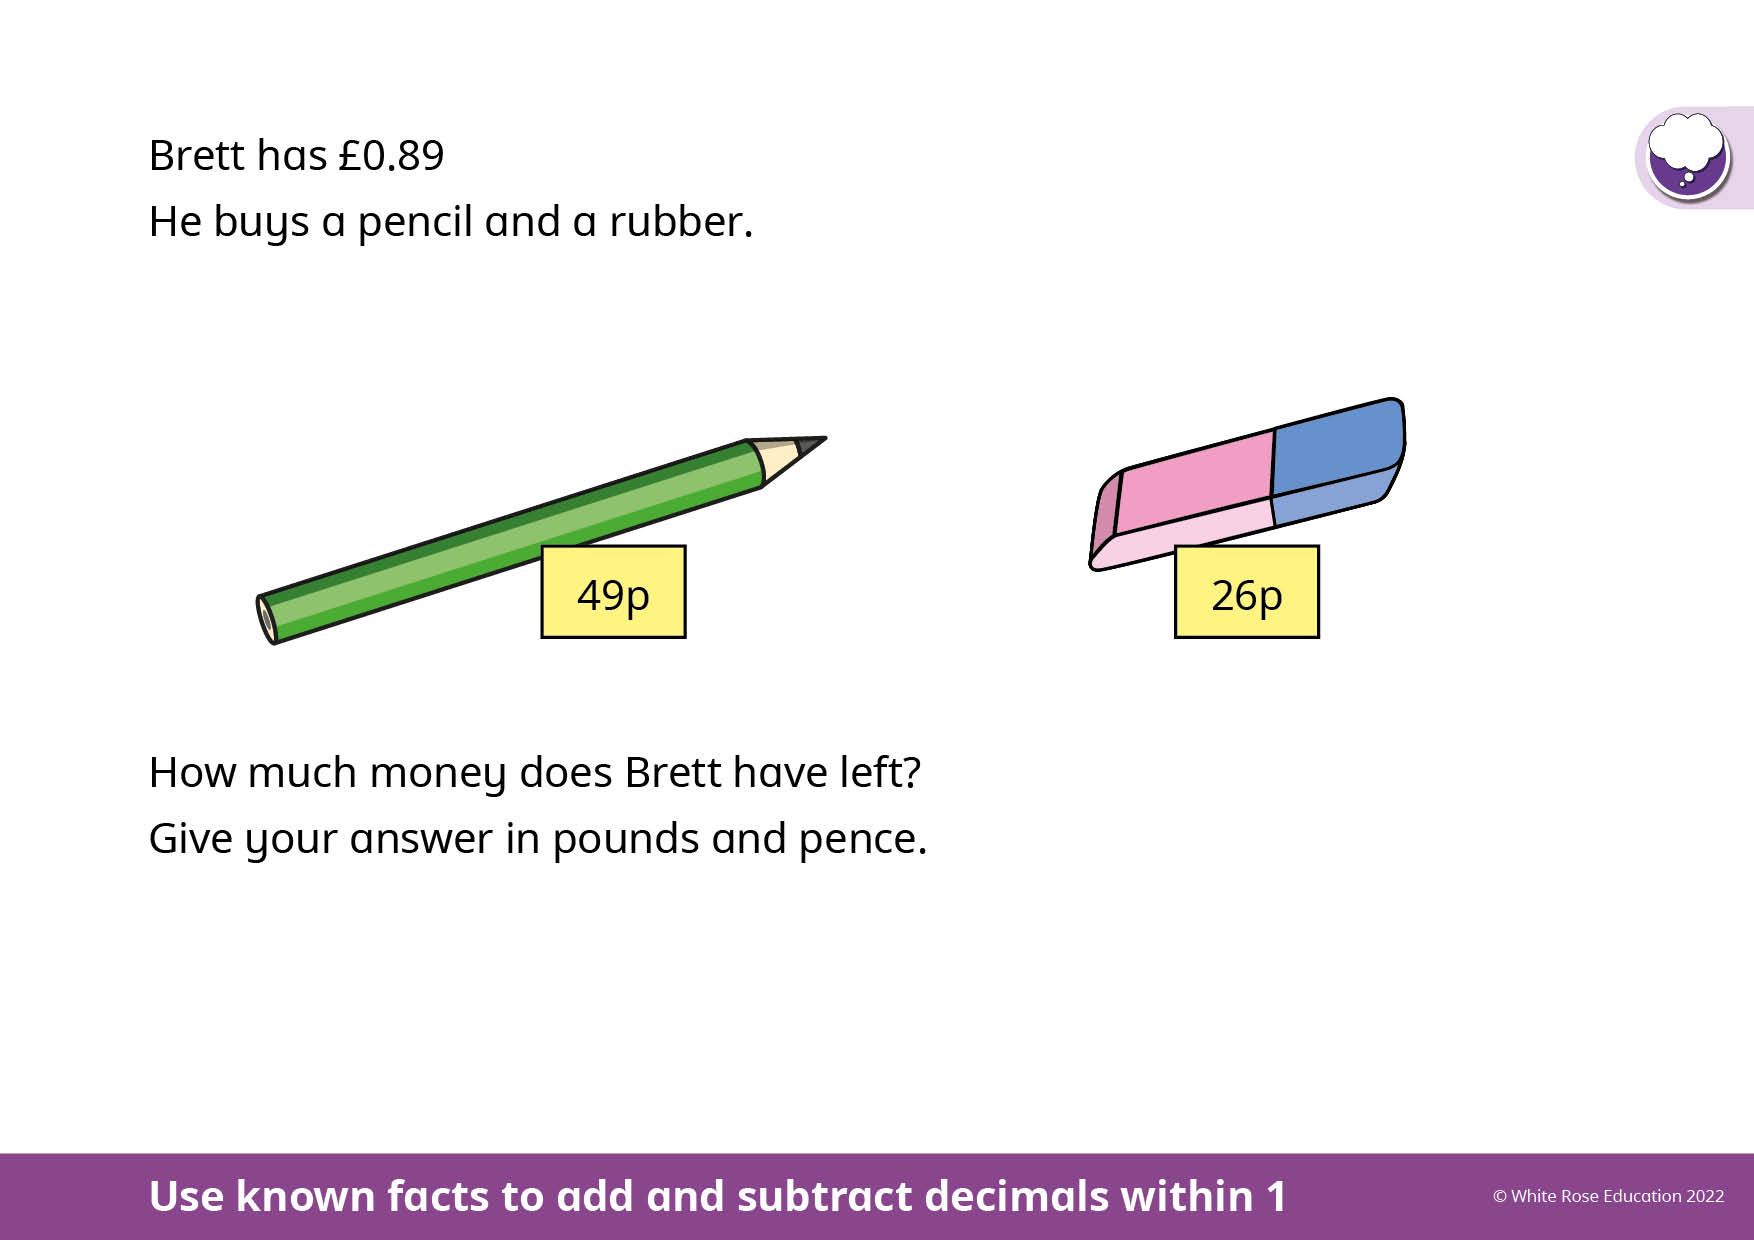 Brett has £0.89
He buys a pencil and a rubber.
49p
26p
How much money does Brett have left?
Give your answer in pounds and pence.
Use known facts to add and subtract decimals within 1
© White Rose Education 2022